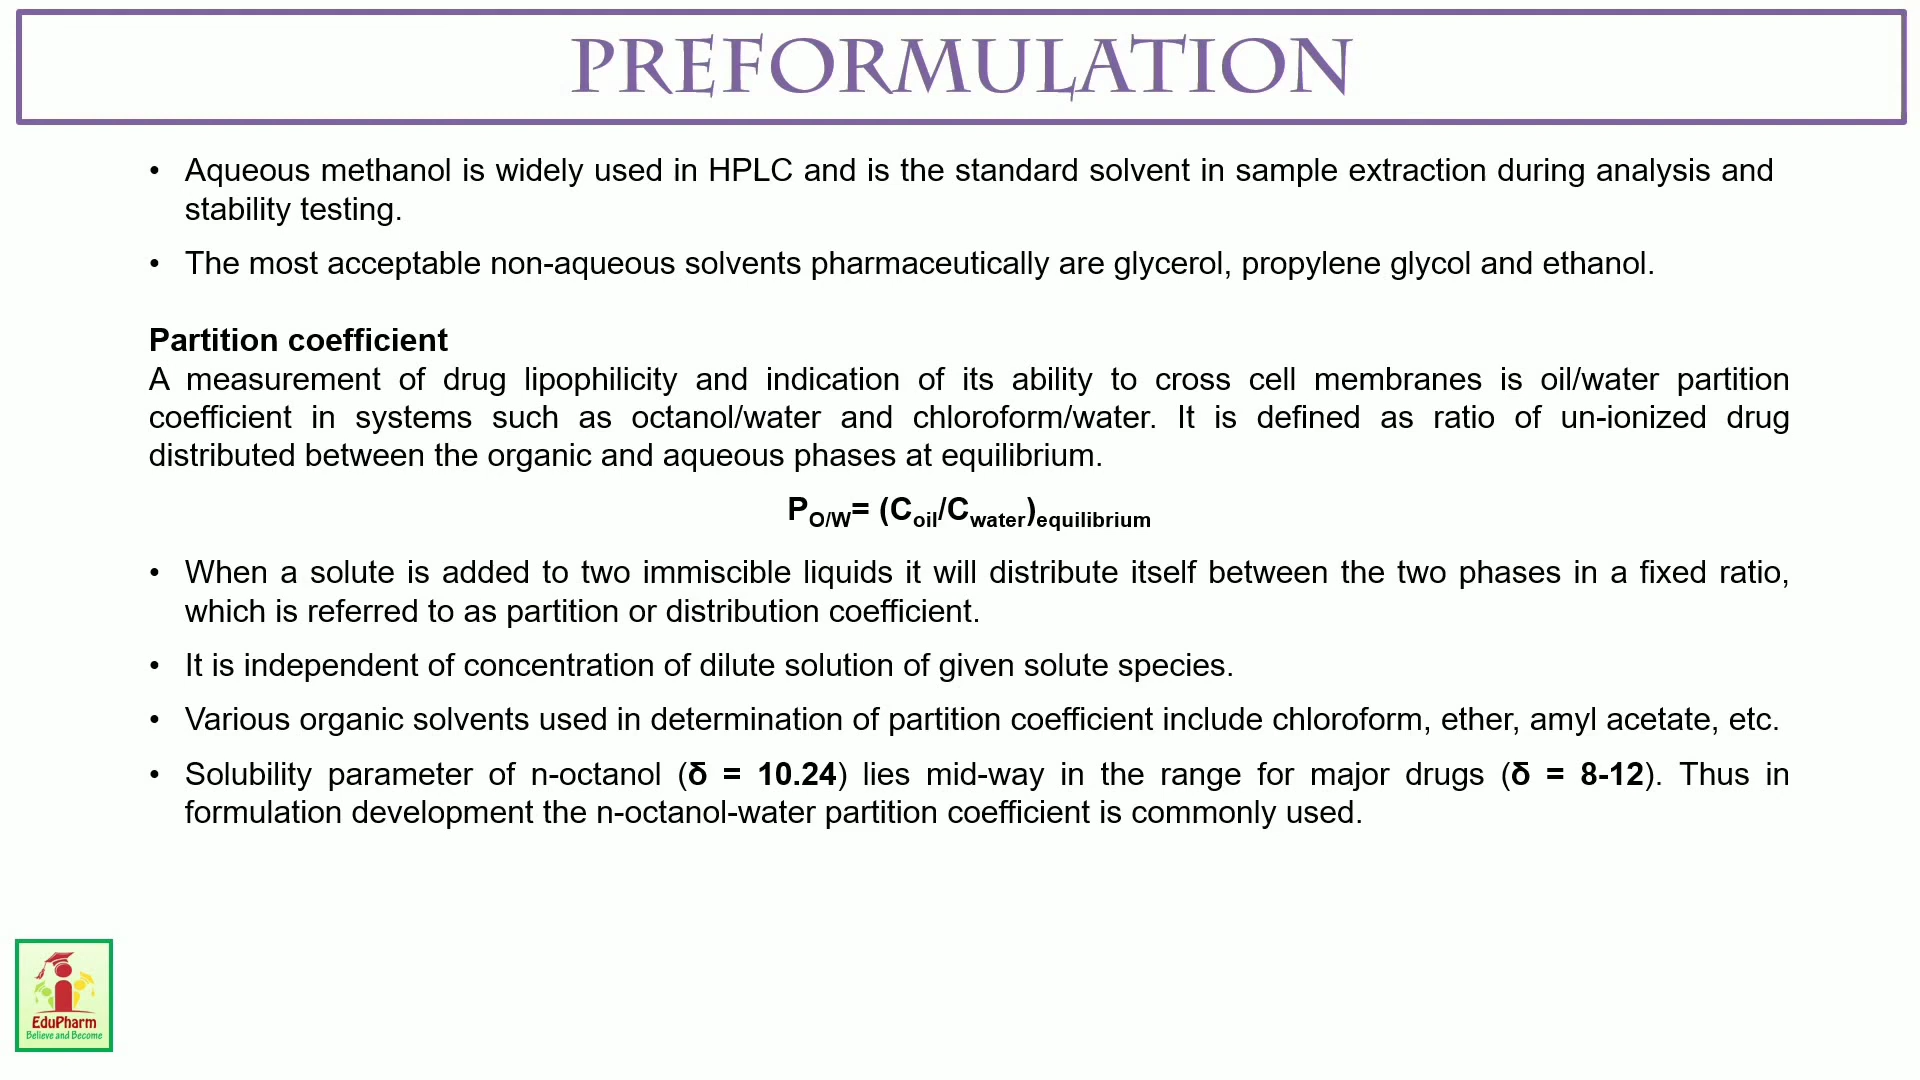 PREFORMULATION
• Aqueous methanol is widely used in HPLC and is the standard solvent in sample extraction during analysis and
stability testing.
• The most acceptable non-aqueous solvents pharmaceutically are glycerol, propylene glycol and ethanol.
Partition coefficient
A measurement of drug lipophilicity and indication of its ability to cross cell membranes is oil/water partition
coefficient in systems such as octanol/water and chloroform/water. It is defined as ratio of un-ionized drug
distributed between the organic and aqueous phases at equilibrium.
P_O/W= (C_oil/C_water)_equilibrium
• When a solute is added to two immiscible liquids it will distribute itself between the two phases in a fixed ratio,
which is referred to as partition or distribution coefficient.
• It is independent of concentration of dilute solution of given solute species.
• Various organic solvents used in determination of partition coefficient include chloroform, ether, amyl acetate, etc.
• Solubility parameter of n-octanol (δ = 10.24) lies mid-way in the range for major drugs (δ = 8-12). Thus in
formulation development the n-octanol-water partition coefficient is commonly used.
EduPharm
Believe and Become